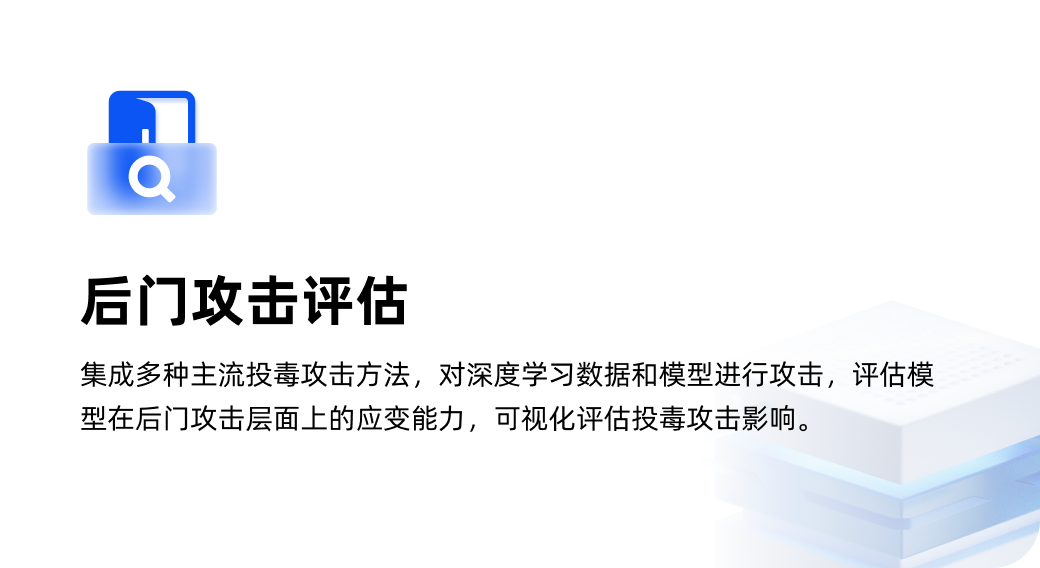 后门攻击评估
集成多种主流投毒攻击方法，对深度学习数据和模型进行攻击，评估模
型在后门攻击层面上的应变能力，可视化评估投毒攻击影响。